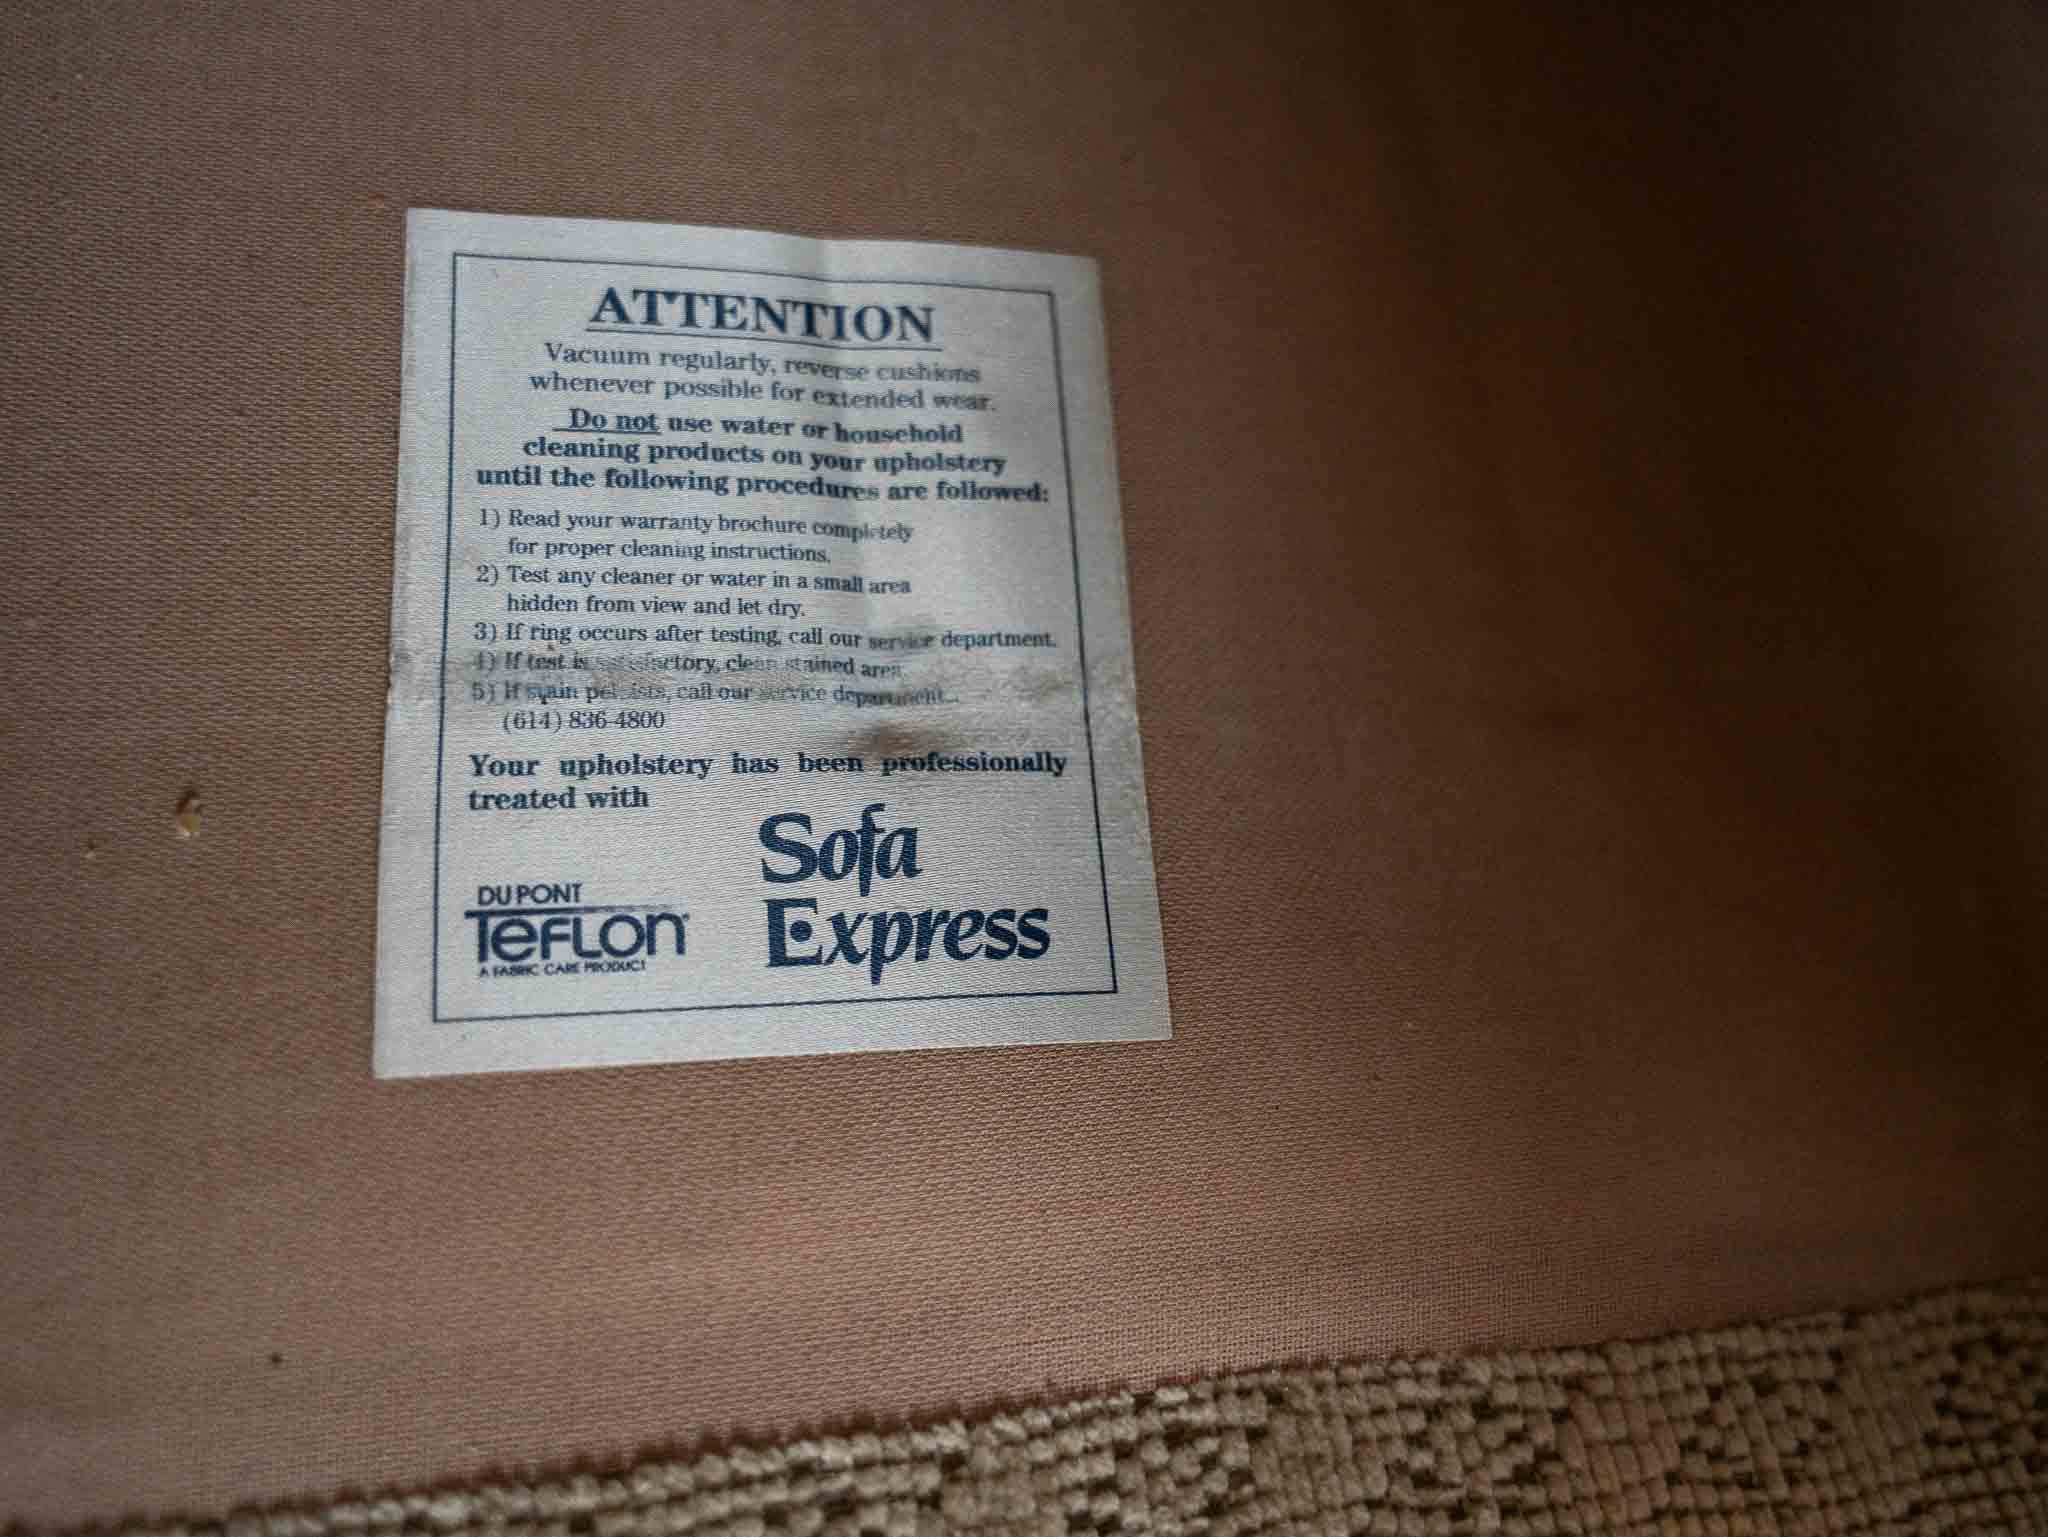 ATTENTION
Vacuum regularly, reverse cushions
whenever possible for extended wear.
Do not use water or household
cleaning products on your upholstery
until the following procedures are followed:
1) Read your warranty brochure completely
for proper cleaning instructions.
2) Test any cleaner or water in a small area
hidden from view and let dry.
3) If ring occurs after testing, call our service department.
4) If test is satisfactory, clean stained area
5) If stain persists, call our service department...
(614) 836-4800
Your upholstery has been professionally
treated with
Sofa
Express
DU PONT
TEFLON®
A FABRIC CARE PRODUCT